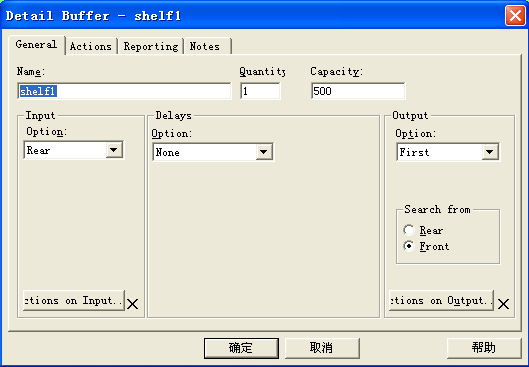 Detail Buffer - shelf1
General Actions Reporting Notes
Name: Quantity Capacity:
shelf1 1 500
Input Delays Output
Option: Option: Option:
Rear None First
Search from
Rear
Front
ctions on Input.. ctions on Output..
确定 取消 帮助